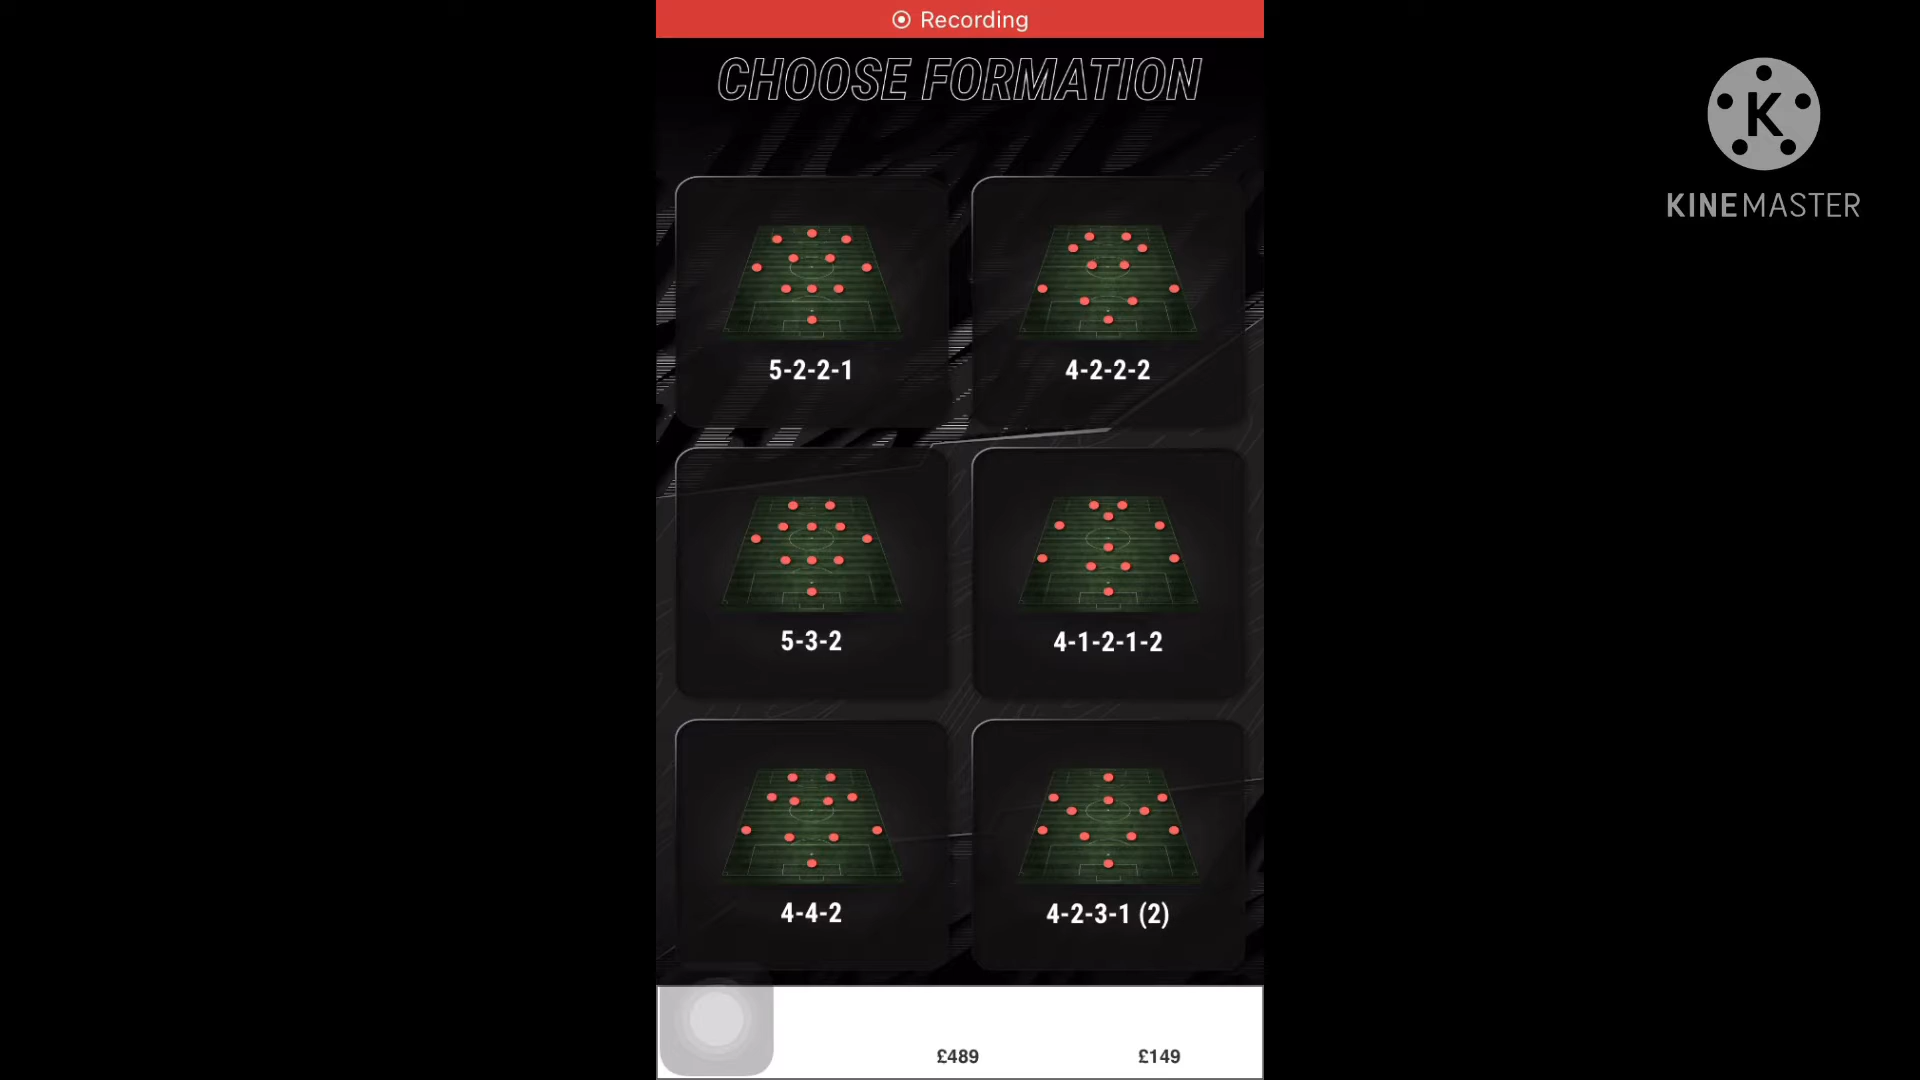 Recording
CHOOSE FORMATION
K
KINEMASTER
5-2-2-1
4-2-2-2
5-3-2
4-1-2-1-2
4-4-2
4-2-3-1 (2)
£489
£149